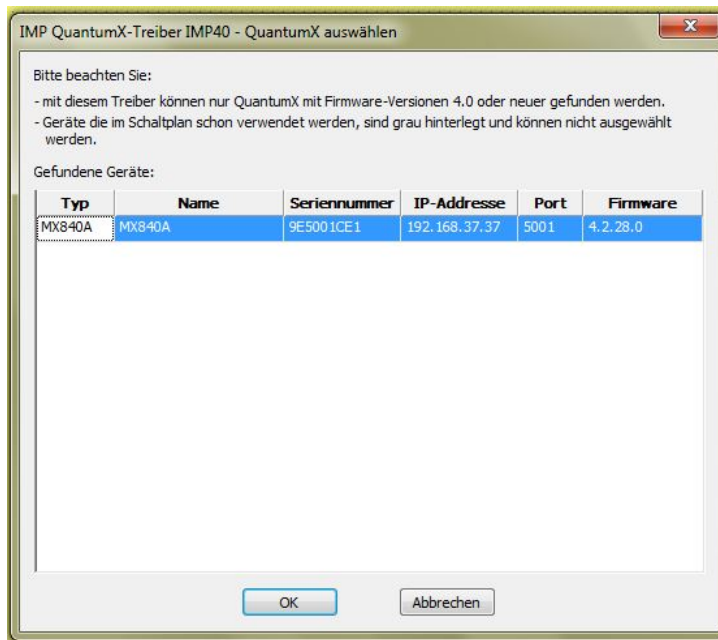 IMP QuantumX-Treiber IMP40 - QuantumX auswählen
Bitte beachten Sie:
- mit diesem Treiber können nur QuantumX mit Firmware-Versionen 4.0 oder neuer gefunden werden.
- Geräte die im Schaltplan schon verwendet werden, sind grau hinterlegt und können nicht ausgewählt
werden.
Gefundene Geräte:
Typ Name Seriennummer IP-Addresse Port Firmware
MX840A MX840A 9E5001CE1 192.168.37.37 5001 4.2.28.0
OK Abbrechen